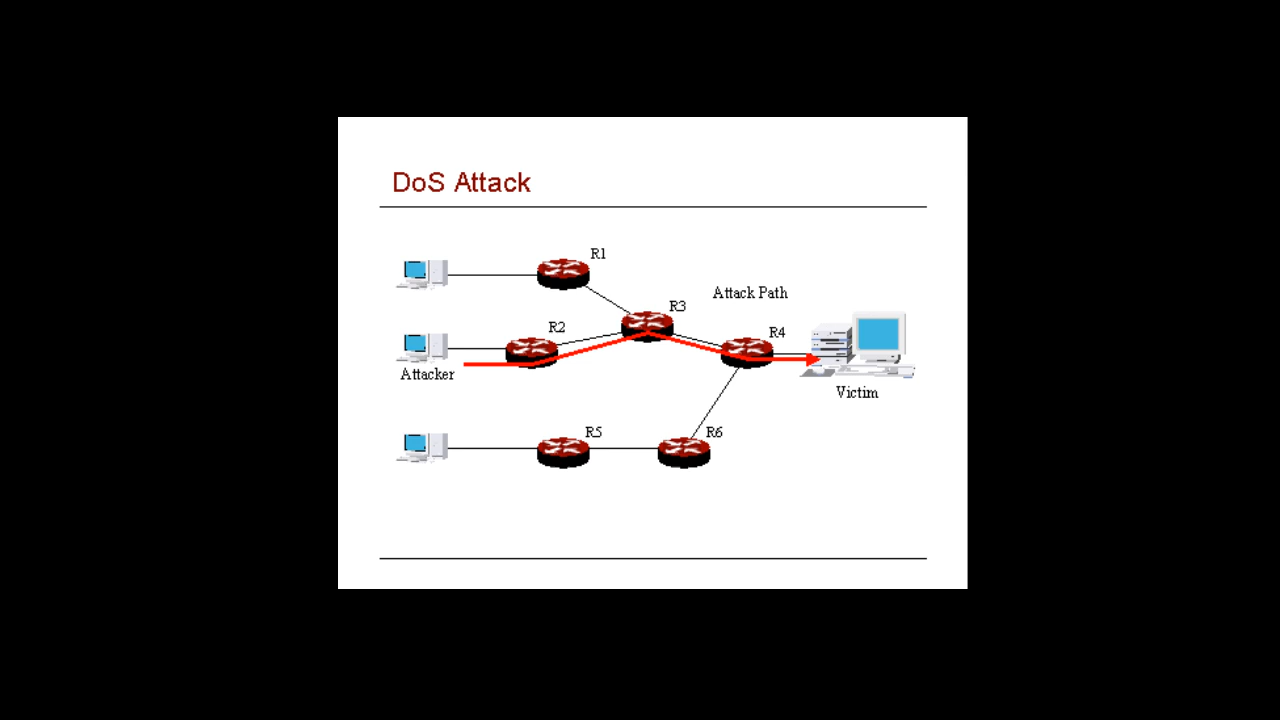 DoS Attack
R1
Attack Path
R3
R2
R4
Attacker
Victim
R5
R6